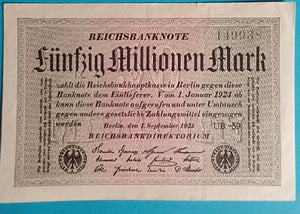 REICHSBANKNOTE
149938
Fünfzig Millionen Mark
zahlt die Reichsbankhauptkasse in Berlin gegen diese
Banknote dem Einlieferer. Vom 1. Januar 1924 ab
kann diese Banknote aufgerufen und unter Umtausch
gegen andere gesetzliche Zahlungsmittel eingezogen
werden
Berlin, den 1. September 1923
UB-50
REICHSBANKDIREKTORIUM